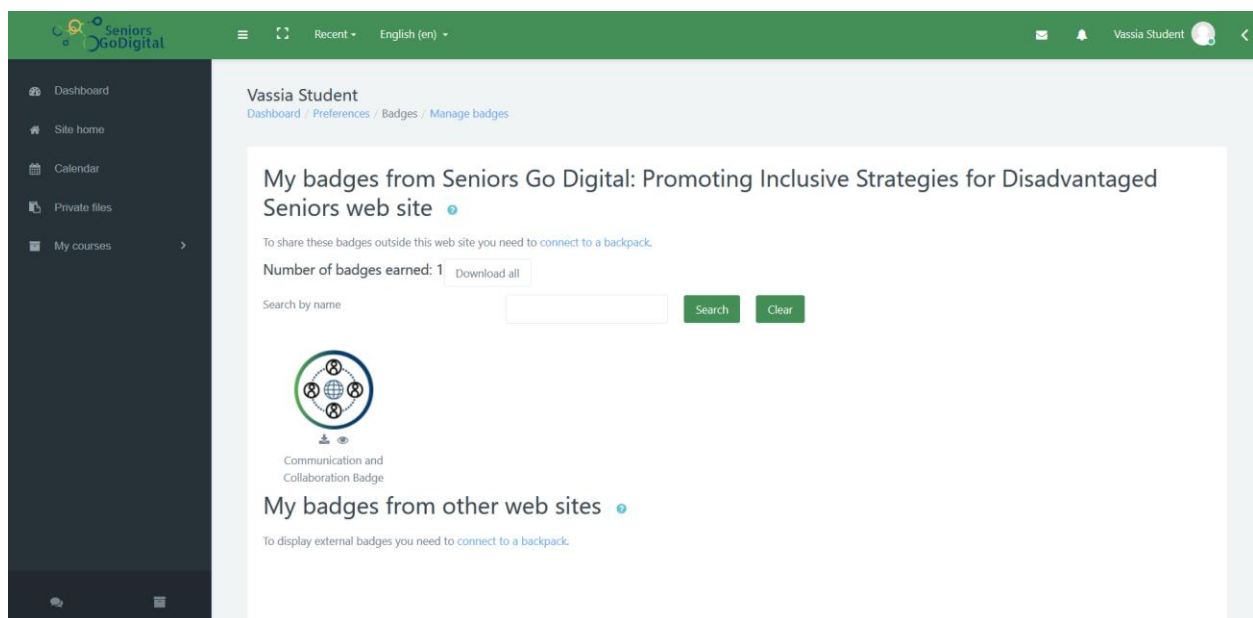 Seniors
GoDigital
Recent
English (en)
Vassia Student
Dashboard
Site home
Calendar
Private files
My courses
Vassia Student
Dashboard / Preferences / Badges / Manage badges
My badges from Seniors Go Digital: Promoting Inclusive Strategies for Disadvantaged
Seniors web site
To share these badges outside this web site you need to connect to a backpack.
Number of badges earned: 1 Download all
Search by name
Search
Clear
Communication and
Collaboration Badge
My badges from other web sites
To display external badges you need to connect to a backpack.